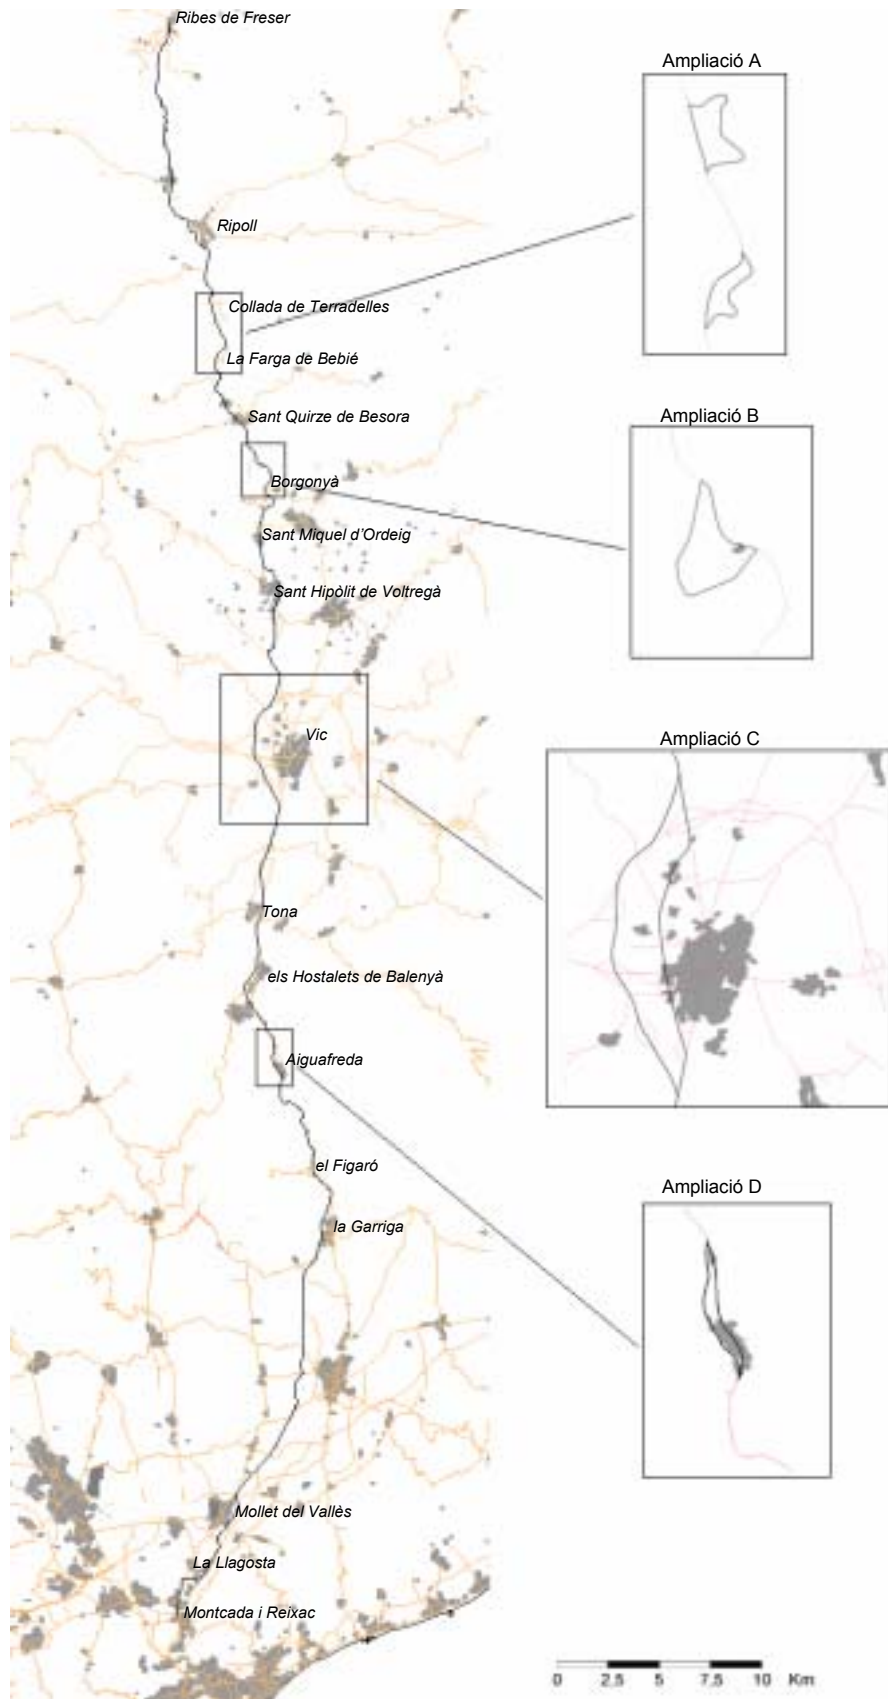 Ribes de Freser
Ampliació A
Ripoll
Collada de Terradelles
La Farga de Bebié
Sant Quirze de Besora
Ampliació B
Borgonyà
Sant Miquel d'Ordeig
Sant Hipòlit de Voltregà
Vic
Ampliació C
Tona
els Hostalets de Balenyà
Aiguafreda
el Figaró
Ampliació D
la Garriga
Mollet del Vallès
La Llagosta
Montcada i Reixac
0 2,5 5 7,5 10 Km